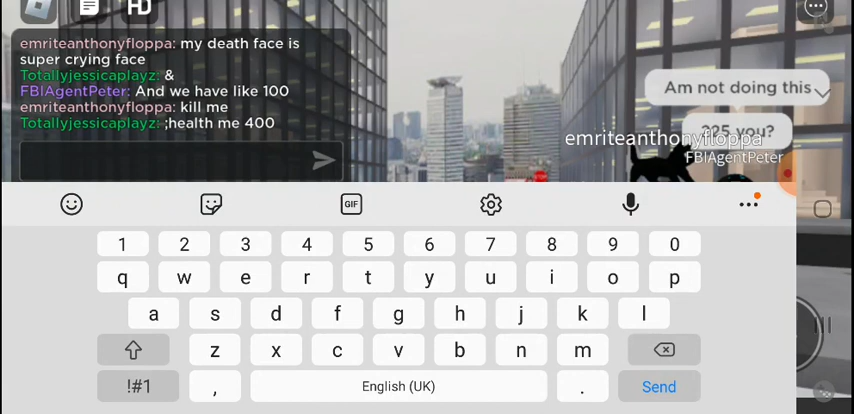 HD
emriteanthonyfloppa: my death face is
super crying face
Totallyjessicaplayz: &
FBIAgentPeter: And we have like 100
emriteanthonyfloppa: kill me
Totallyjessicaplayz: ;health me 400
Am not doing this
225 you?
emriteanthonyfloppa
FBIAgentPeter
GIF
1 2 3 4 5 6 7 8 9 0
q w e r t y u i o p
a s d f g h j k l
z x c v b n m
!#1 , English (UK) . Send